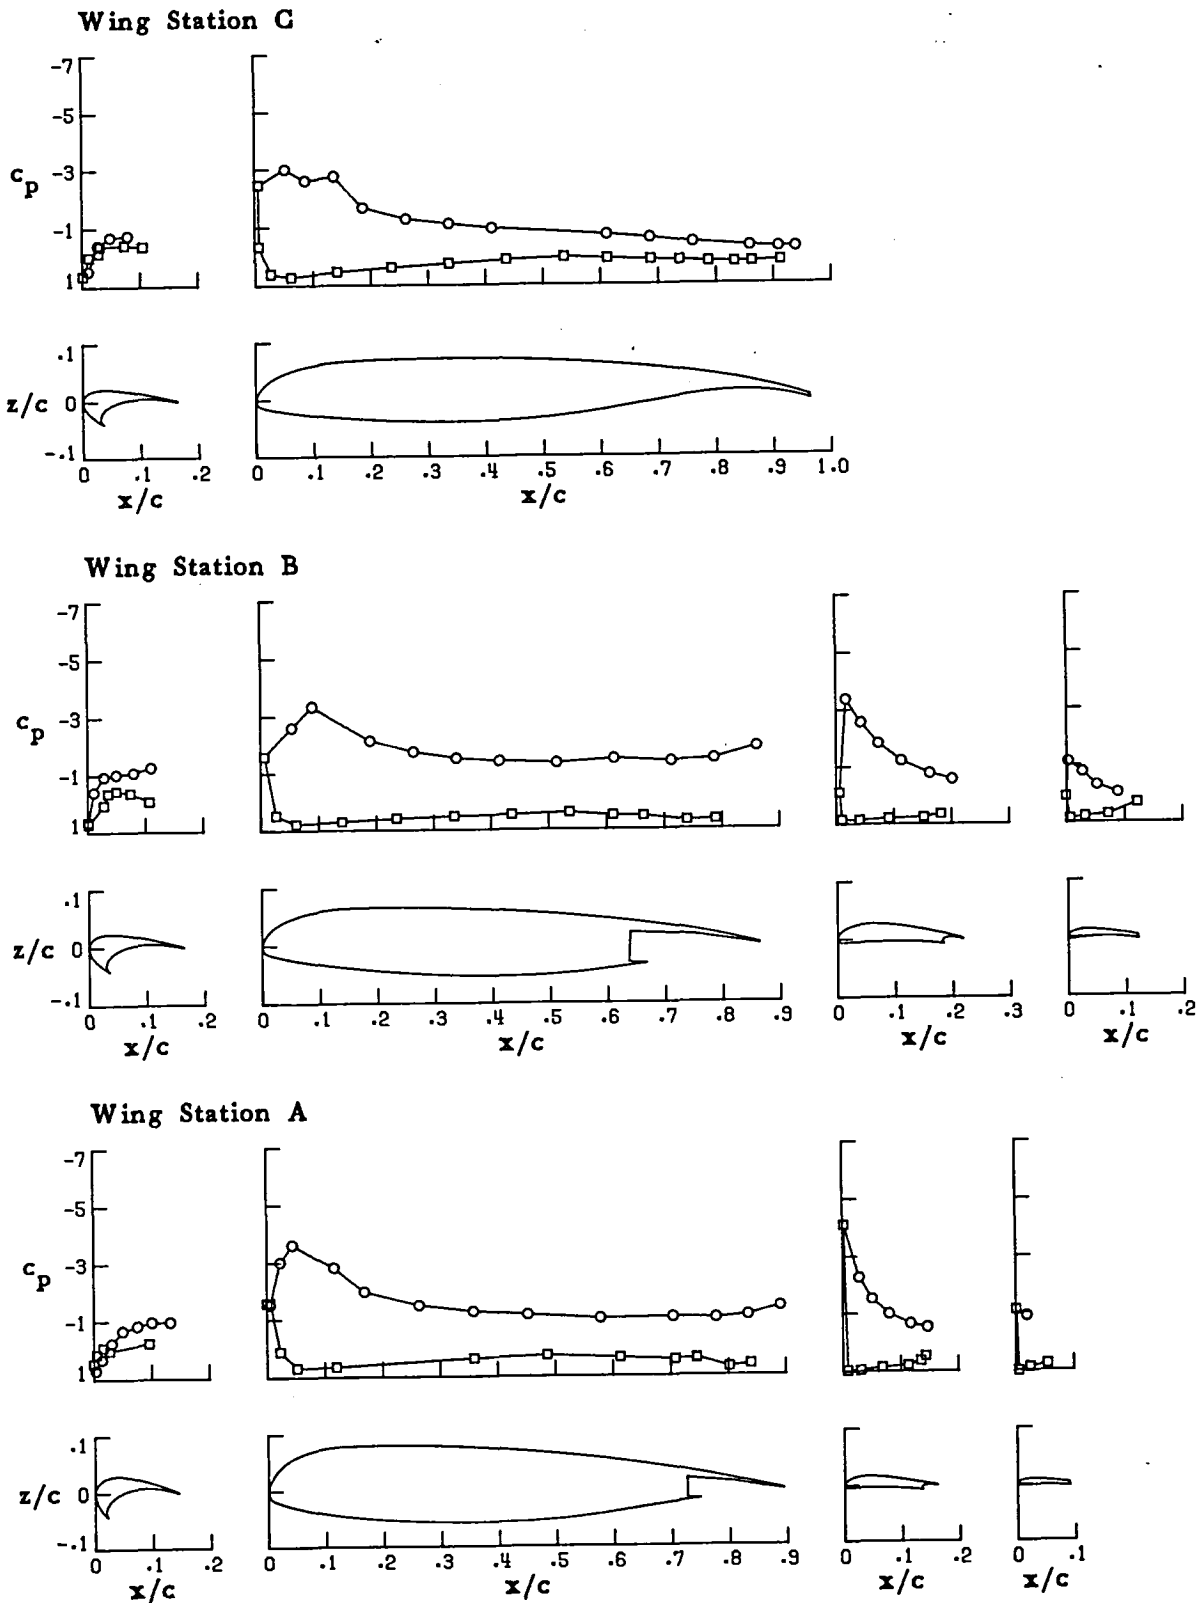 Wing Station C
-7
-5
-3
cp
-1
1
.1
z/c 0
-.1
0 .1 .2
x/c
0 .1 .2 .3 .4 .5 .6 .7 .8 .9 1.0
x/c
Wing Station B
-7
-5
-3
cp
-1
1
.1
z/c 0
-.1
0 .1 .2
x/c
0 .1 .2 .3 .4 .5 .6 .7 .8 .9
x/c
0 .1 .2 .3
x/c
0 .1 .2
x/c
Wing Station A
-7
-5
-3
cp
-1
1
.1
z/c 0
-.1
0 .1 .2
x/c
0 .1 .2 .3 .4 .5 .6 .7 .8 .9
x/c
0 .1 .2
x/c
0 .1
x/c